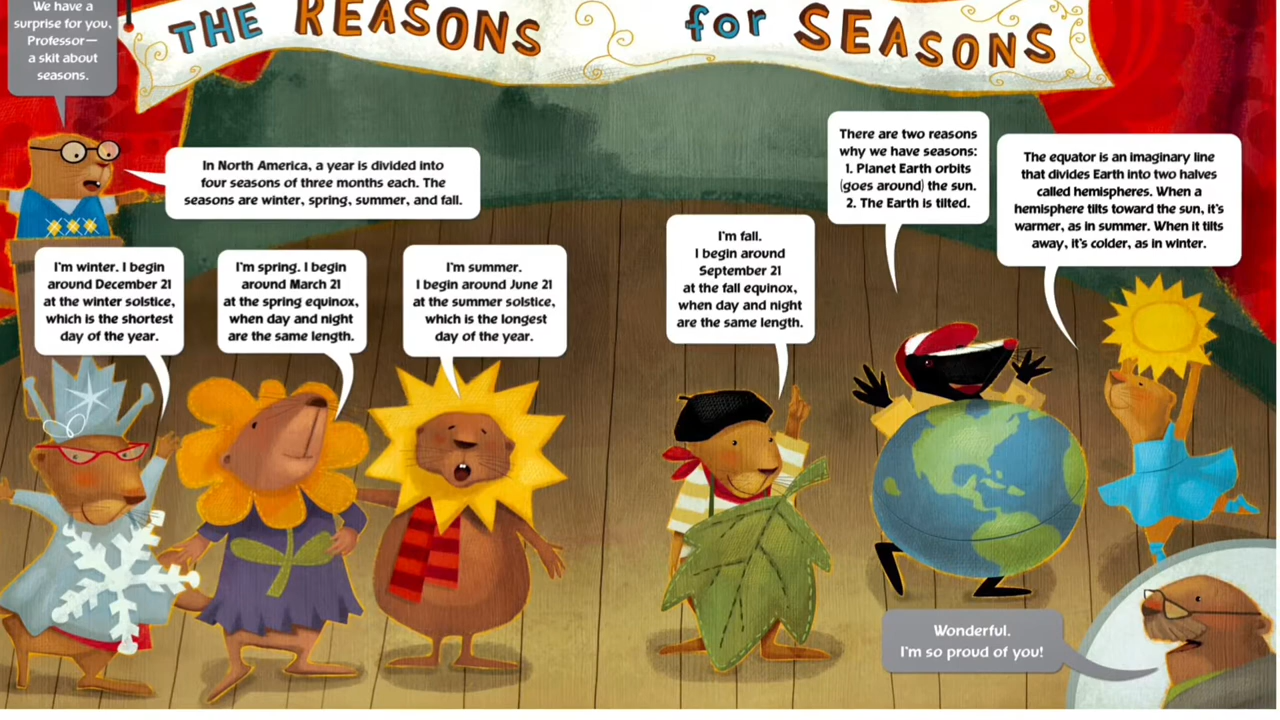 We have a
surprise for you,
Professor—
a skit about
seasons.
THE REASONS for SEASONS
In North America, a year is divided into
four seasons of three months each. The
seasons are winter, spring, summer, and fall.
I'm winter. I begin
around December 21
at the winter solstice,
which is the shortest
day of the year.
I'm spring. I begin
around March 21
at the spring equinox,
when day and night
are the same length.
I'm summer.
I begin around June 21
at the summer solstice,
which is the longest
day of the year.
I'm fall.
I begin around
September 21
at the fall equinox,
when day and night
are the same length.
There are two reasons
why we have seasons:
1. Planet Earth orbits
(goes around) the sun.
2. The Earth is tilted.
The equator is an imaginary line
that divides Earth into two halves
called hemispheres. When a
hemisphere tilts toward the sun, it's
warmer, as in summer. When it tilts
away, it's colder, as in winter.
Wonderful.
I'm so proud of you!